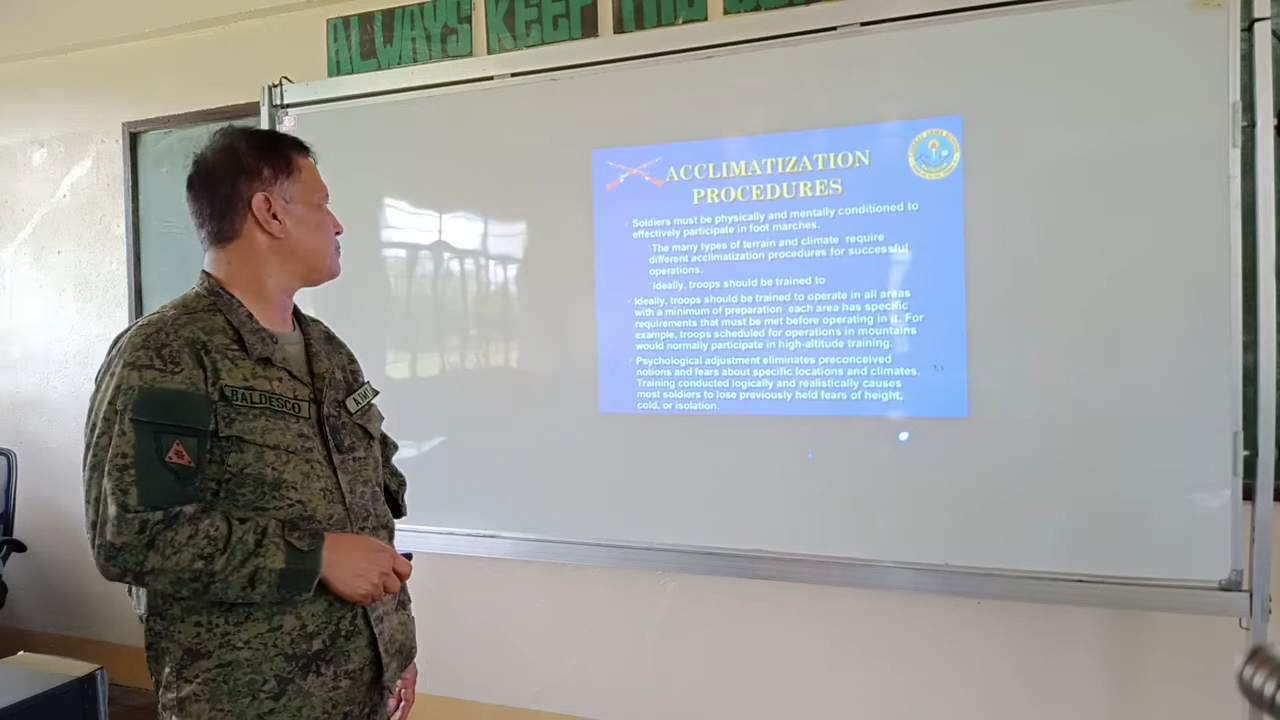 ALWAYS KEEP THE
ACCLIMATIZATION
PROCEDURES
Soldiers must be physically and mentally conditioned to
effectively participate in foot marches.
The many types of terrain and climate require
different acclimatization procedures for successful
operations.
Ideally, troops should be trained to
Ideally, troops should be trained to operate in all areas
with a minimum of preparation each area has specific
requirements that must be met before operating in it. For
example, troops scheduled for operations in mountains
would normally participate in high-altitude training.
Psychological adjustment eliminates preconceived
notions and fears about specific locations and climates.
Training conducted logically and realistically causes
most soldiers to lose previously held fears of height,
cold, or isolation.
BALDESCO
ARMY